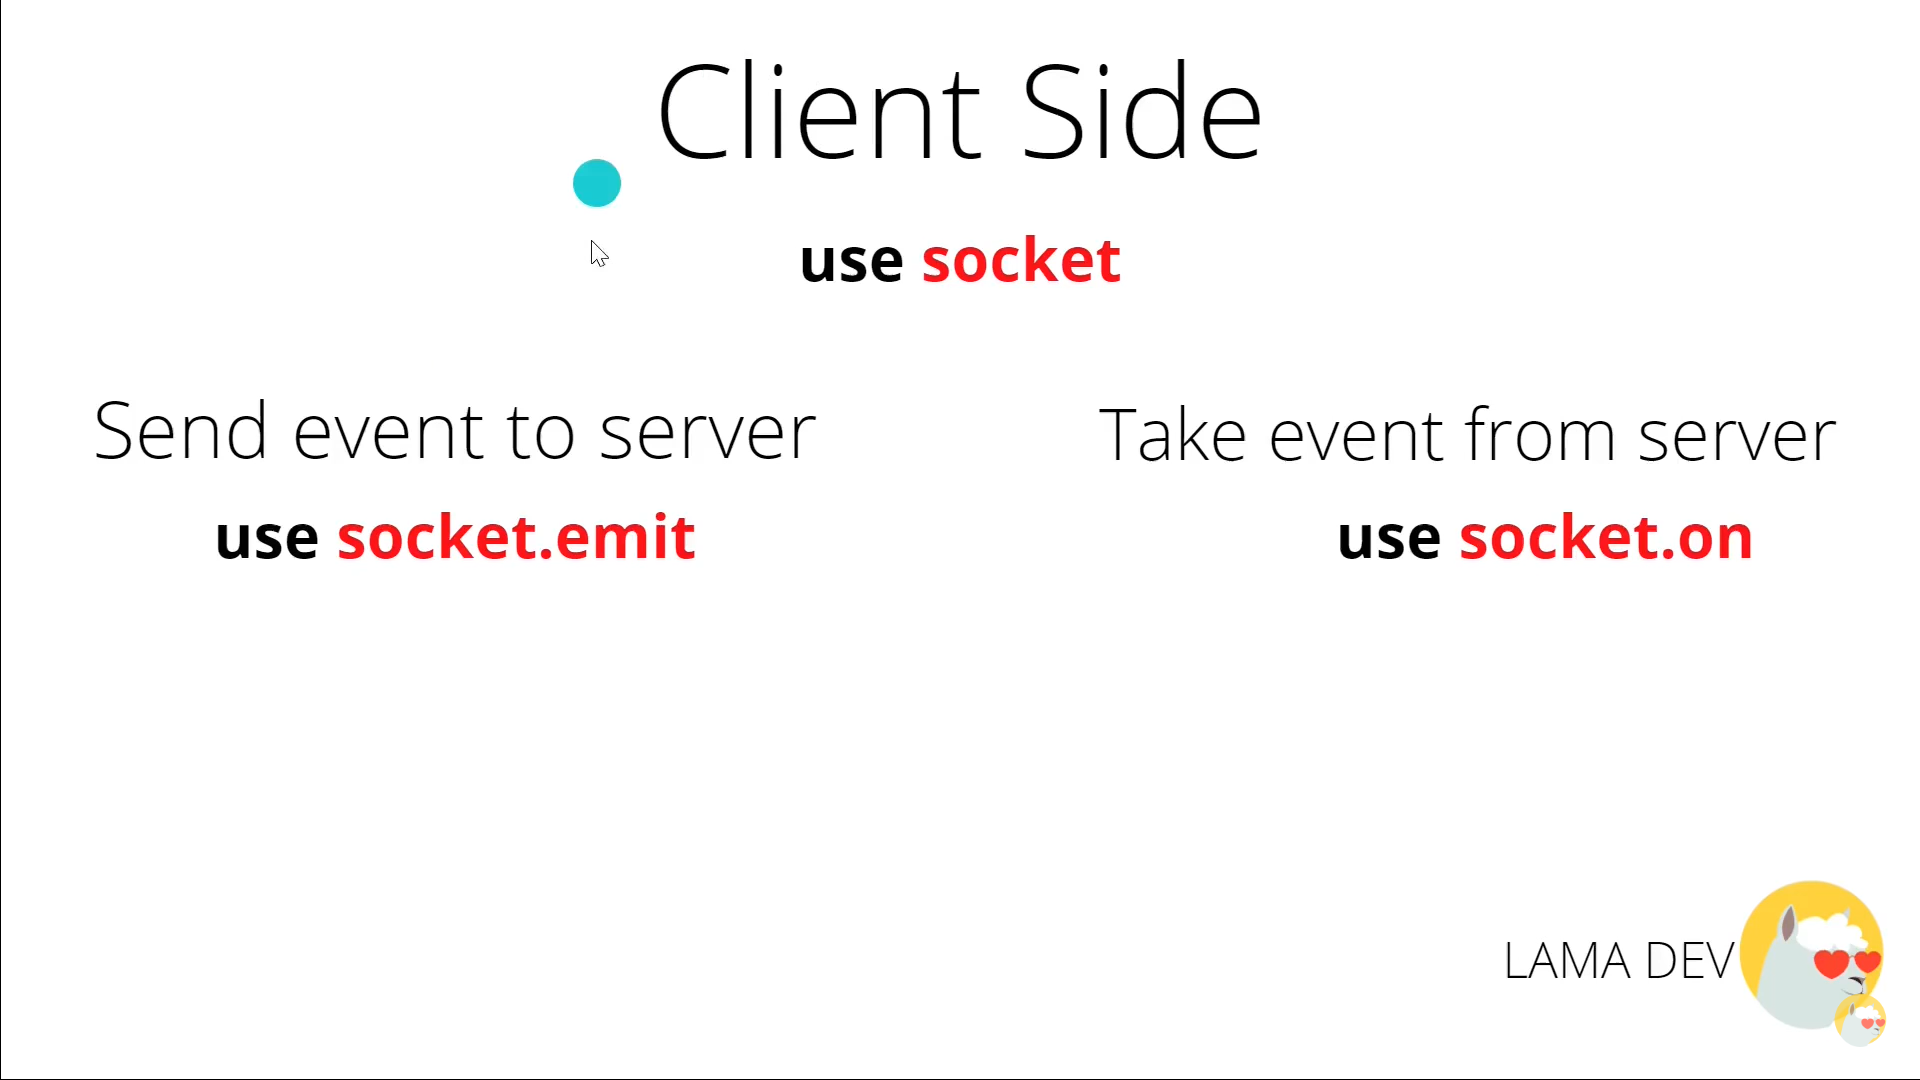 Client Side
use socket
Send event to server
use socket.emit
Take event from server
use socket.on
LAMA DEV